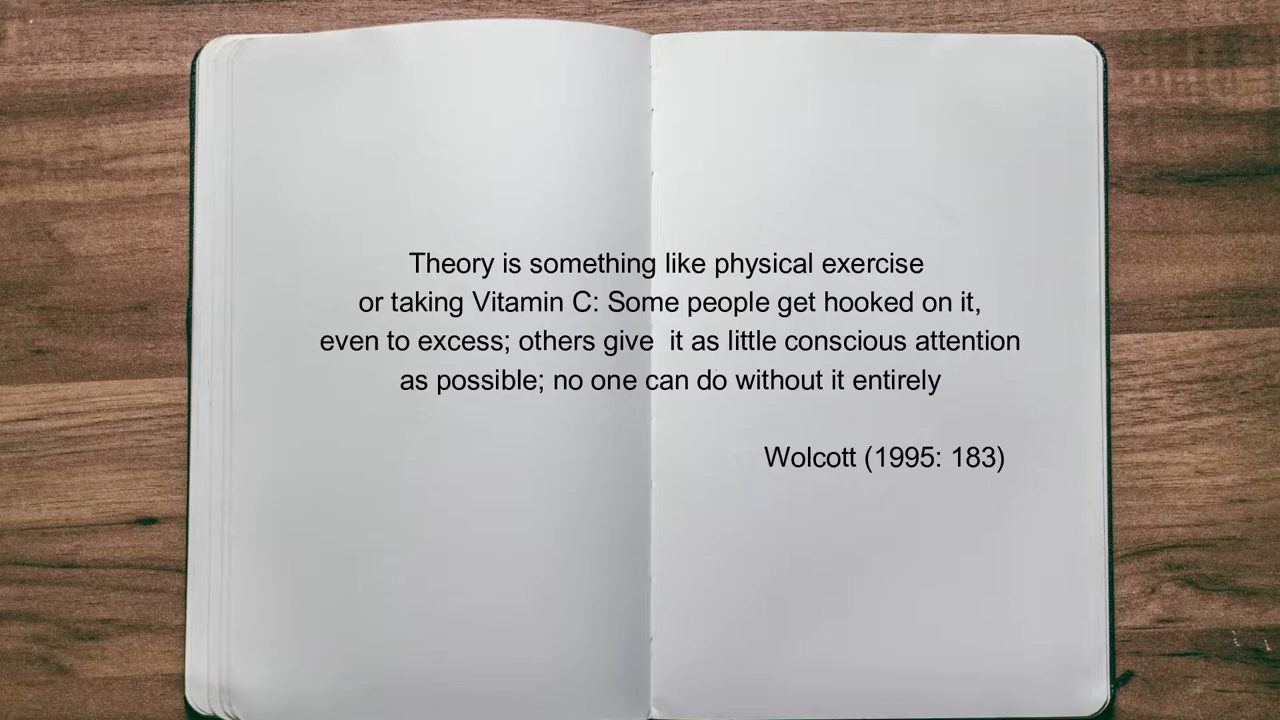 Theory is something like physical exercise
or taking Vitamin C: Some people get hooked on it,
even to excess; others give  it as little conscious attention
as possible; no one can do without it entirely
Wolcott (1995: 183)